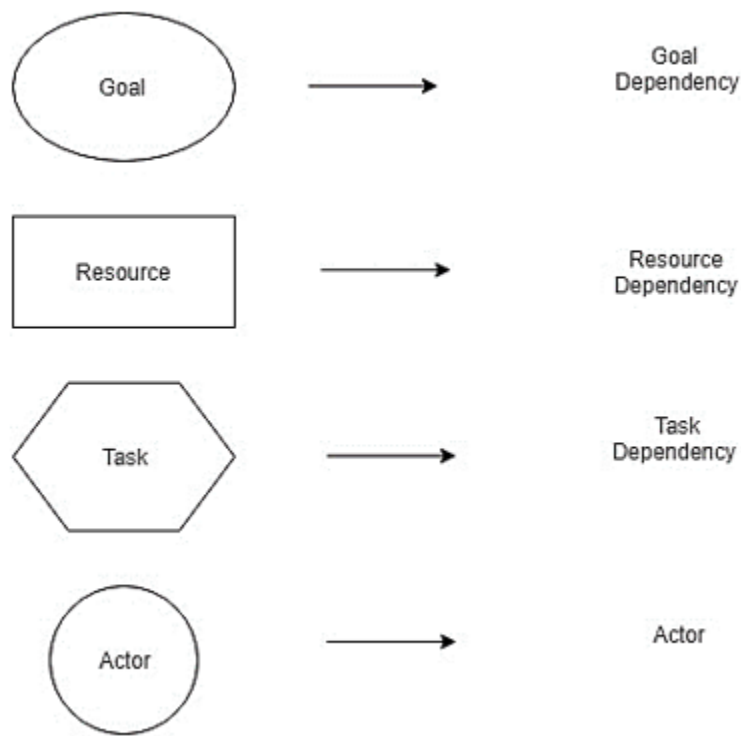 Goal
Goal
Dependency
Resource
Resource
Dependency
Task
Task
Dependency
Actor
Actor